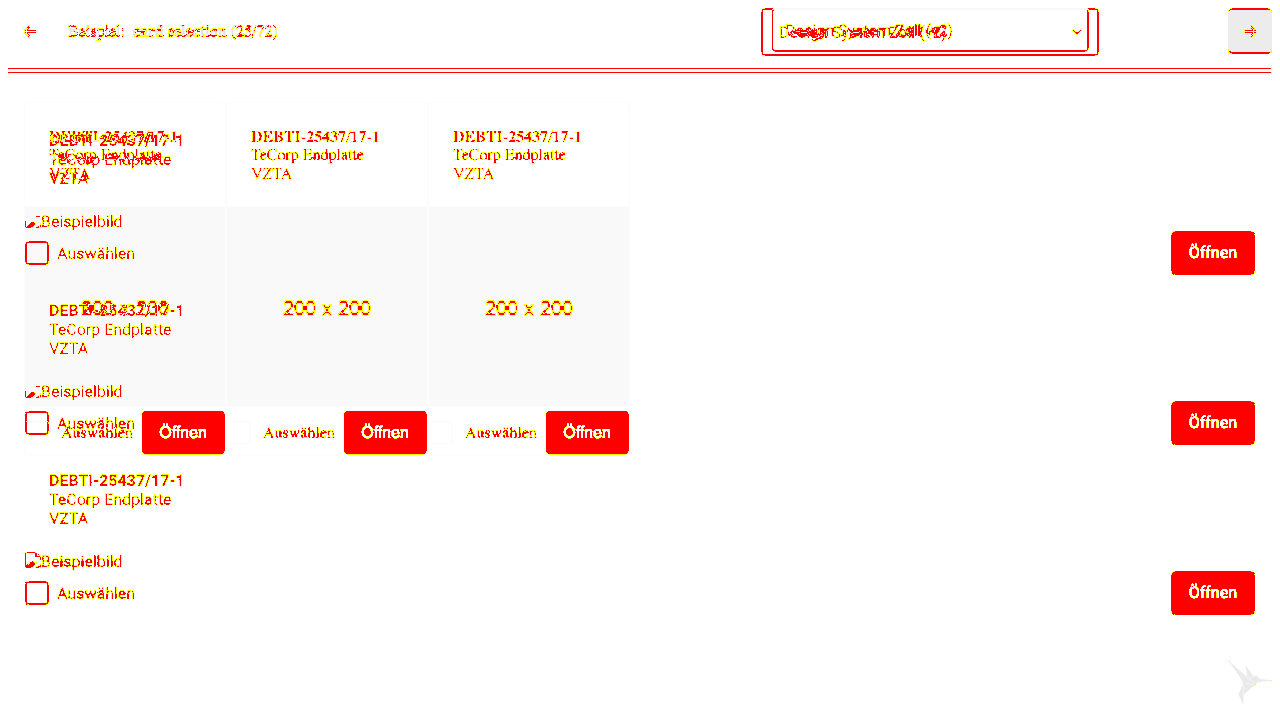 Beispiel: card selection (25/72)
Design System Zoll (v2)
DEBTI-25437/17-1
TeCorp Endplatte
VZTA
DEBTI-25437/17-1
TeCorp Endplatte
VZTA
DEBTI-25437/17-1
TeCorp Endplatte
VZTA
Beispielbild
Auswählen
Öffnen
DEBTI-25437/17-1
200 x 200
200 x 200
200 x 200
TeCorp Endplatte
VZTA
Beispielbild
Auswählen
Öffnen
Auswählen
Öffnen
Auswählen
Öffnen
Auswählen
Öffnen
DEBTI-25437/17-1
TeCorp Endplatte
VZTA
Beispielbild
Auswählen
Öffnen